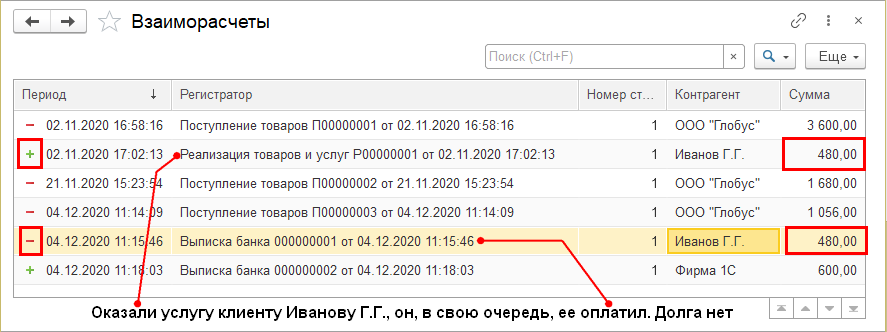 Взаиморасчеты
Поиск (Ctrl+F) × Еще
Период ↓ Регистратор Номер ст... Контрагент Сумма
− 02.11.2020 16:58:16 Поступление товаров П00000001 от 02.11.2020 16:58:16 1 ООО "Глобус" 3 600,00
+ 02.11.2020 17:02:13 Реализация товаров и услуг Р00000001 от 02.11.2020 17:02:13 1 Иванов Г.Г. 480,00
− 21.11.2020 15:23:54 Поступление товаров П00000002 от 21.11.2020 15:23:54 1 ООО "Глобус" 1 680,00
− 04.12.2020 11:14:09 Поступление товаров П00000003 от 04.12.2020 11:14:09 1 ООО "Глобус" 1 056,00
− 04.12.2020 11:15:46 Выписка банка 000000001 от 04.12.2020 11:15:46 1 Иванов Г.Г. 480,00
+ 04.12.2020 11:18:03 Выписка банка 000000002 от 04.12.2020 11:18:03 1 Фирма 1С 600,00
Оказали услугу клиенту Иванову Г.Г., он, в свою очередь, ее оплатил. Долга нет